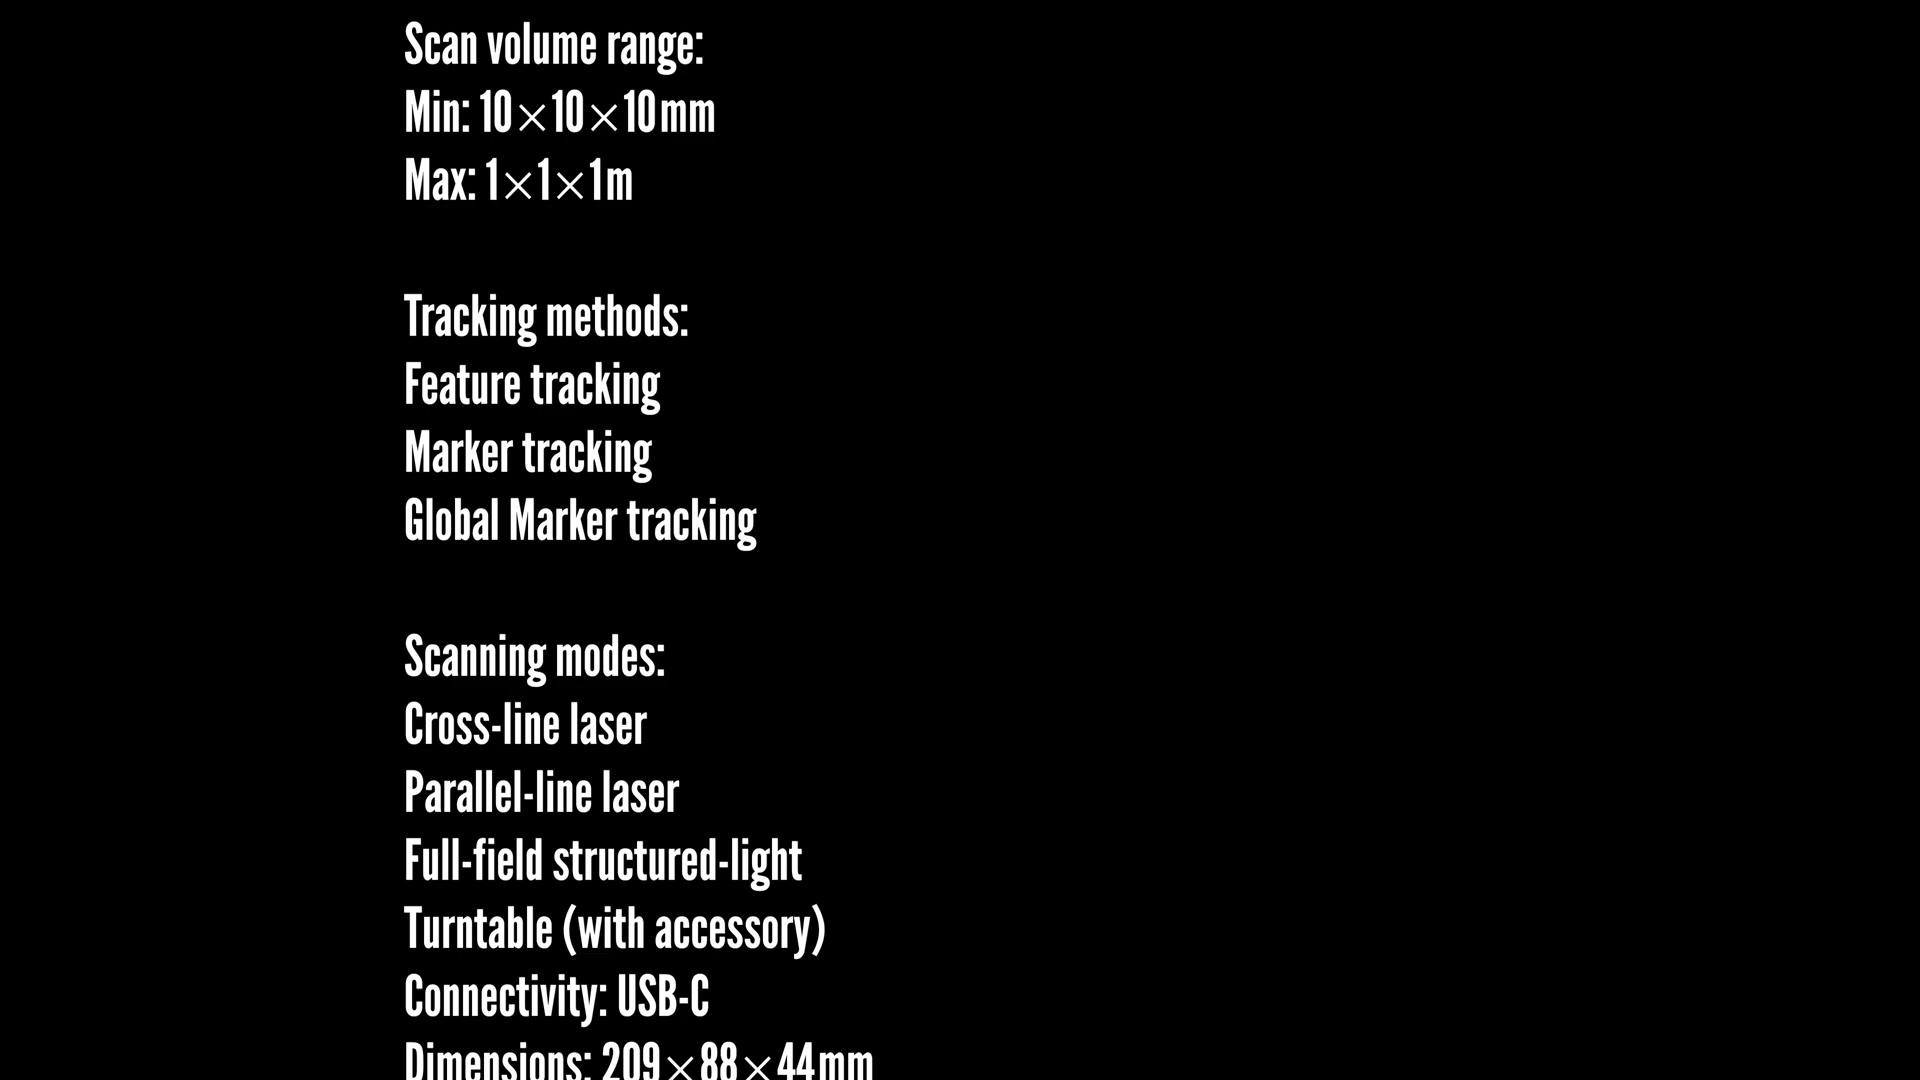 Scan volume range:
Min: 10×10×10mm
Max: 1×1×1m
Tracking methods:
Feature tracking
Marker tracking
Global Marker tracking
Scanning modes:
Cross-line laser
Parallel-line laser
Full-field structured-light
Turntable (with accessory)
Connectivity: USB-C
Dimensions: 209×88×44mm